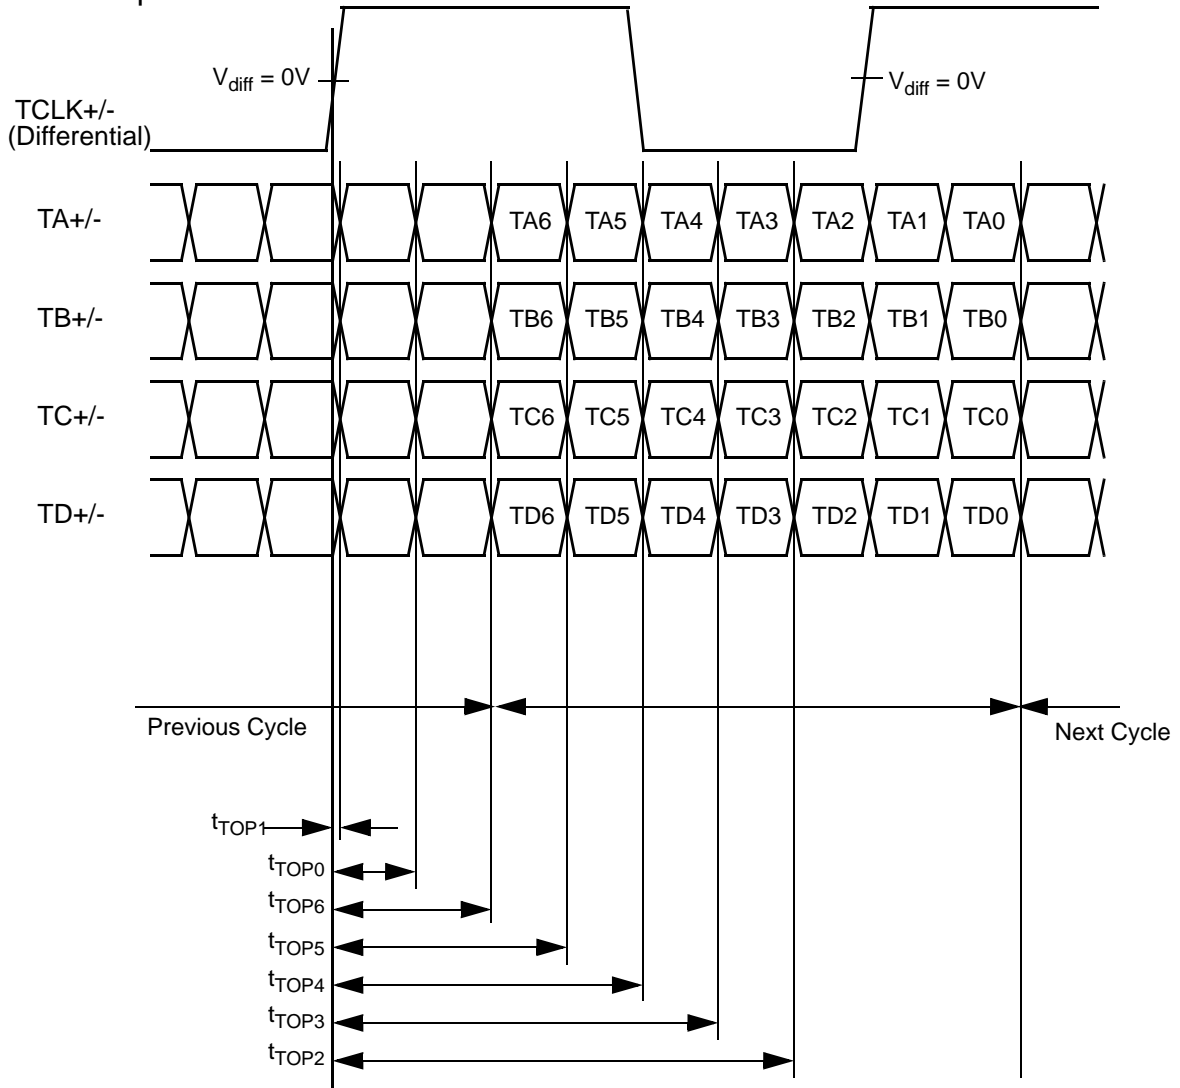 V_diff = 0V
V_diff = 0V
TCLK+/-
(Differential)
TA+/- TA6 TA5 TA4 TA3 TA2 TA1 TA0
TB+/- TB6 TB5 TB4 TB3 TB2 TB1 TB0
TC+/- TC6 TC5 TC4 TC3 TC2 TC1 TC0
TD+/- TD6 TD5 TD4 TD3 TD2 TD1 TD0
Previous Cycle
Next Cycle
t_TOP1
t_TOP0
t_TOP6
t_TOP5
t_TOP4
t_TOP3
t_TOP2